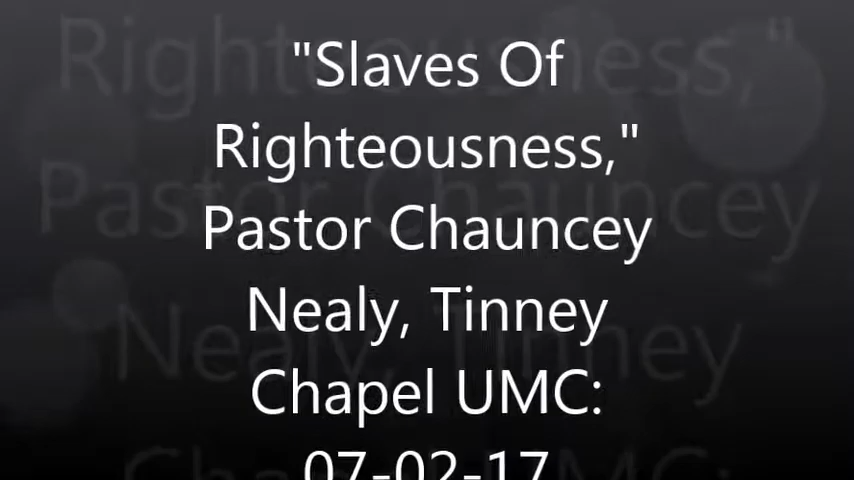 "Slaves Of
Righteousness,"
Pastor Chauncey
Nealy, Tinney
Chapel UMC:
07-02-17